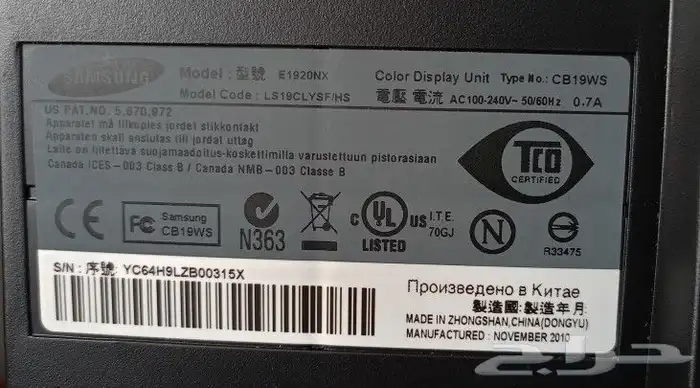 SAMSUNG
Model : 型號 E1920NX
Color Display Unit Type No.: CB19WS
Model Code : LS19CLYSF/HS
電壓 電流 AC100-240V~ 50/60Hz 0.7A
US PAT.NO. 5,670,972
Apparatet må tilkoples jordet stikkontakt
Apparaten skall anslutas till jordat uttag
Laite on liitettävä suojamaadoitus-koskettimilla varustettuun pistorasiaan
Canada ICES-003 Class B / Canada NMB-003 Classe B
TCO
CERTIFIED
CE
FC
Samsung
CB19WS
N363
C UL US
LISTED
I.T.E.
70GJ
N
R33475
S/N : 序號: YC64H9LZB00315X
Произведено в Китае
製造國:製造年月
MADE IN ZHONGSHAN,CHINA(DONGYU)
MANUFACTURED : NOVEMBER 2010
حراج